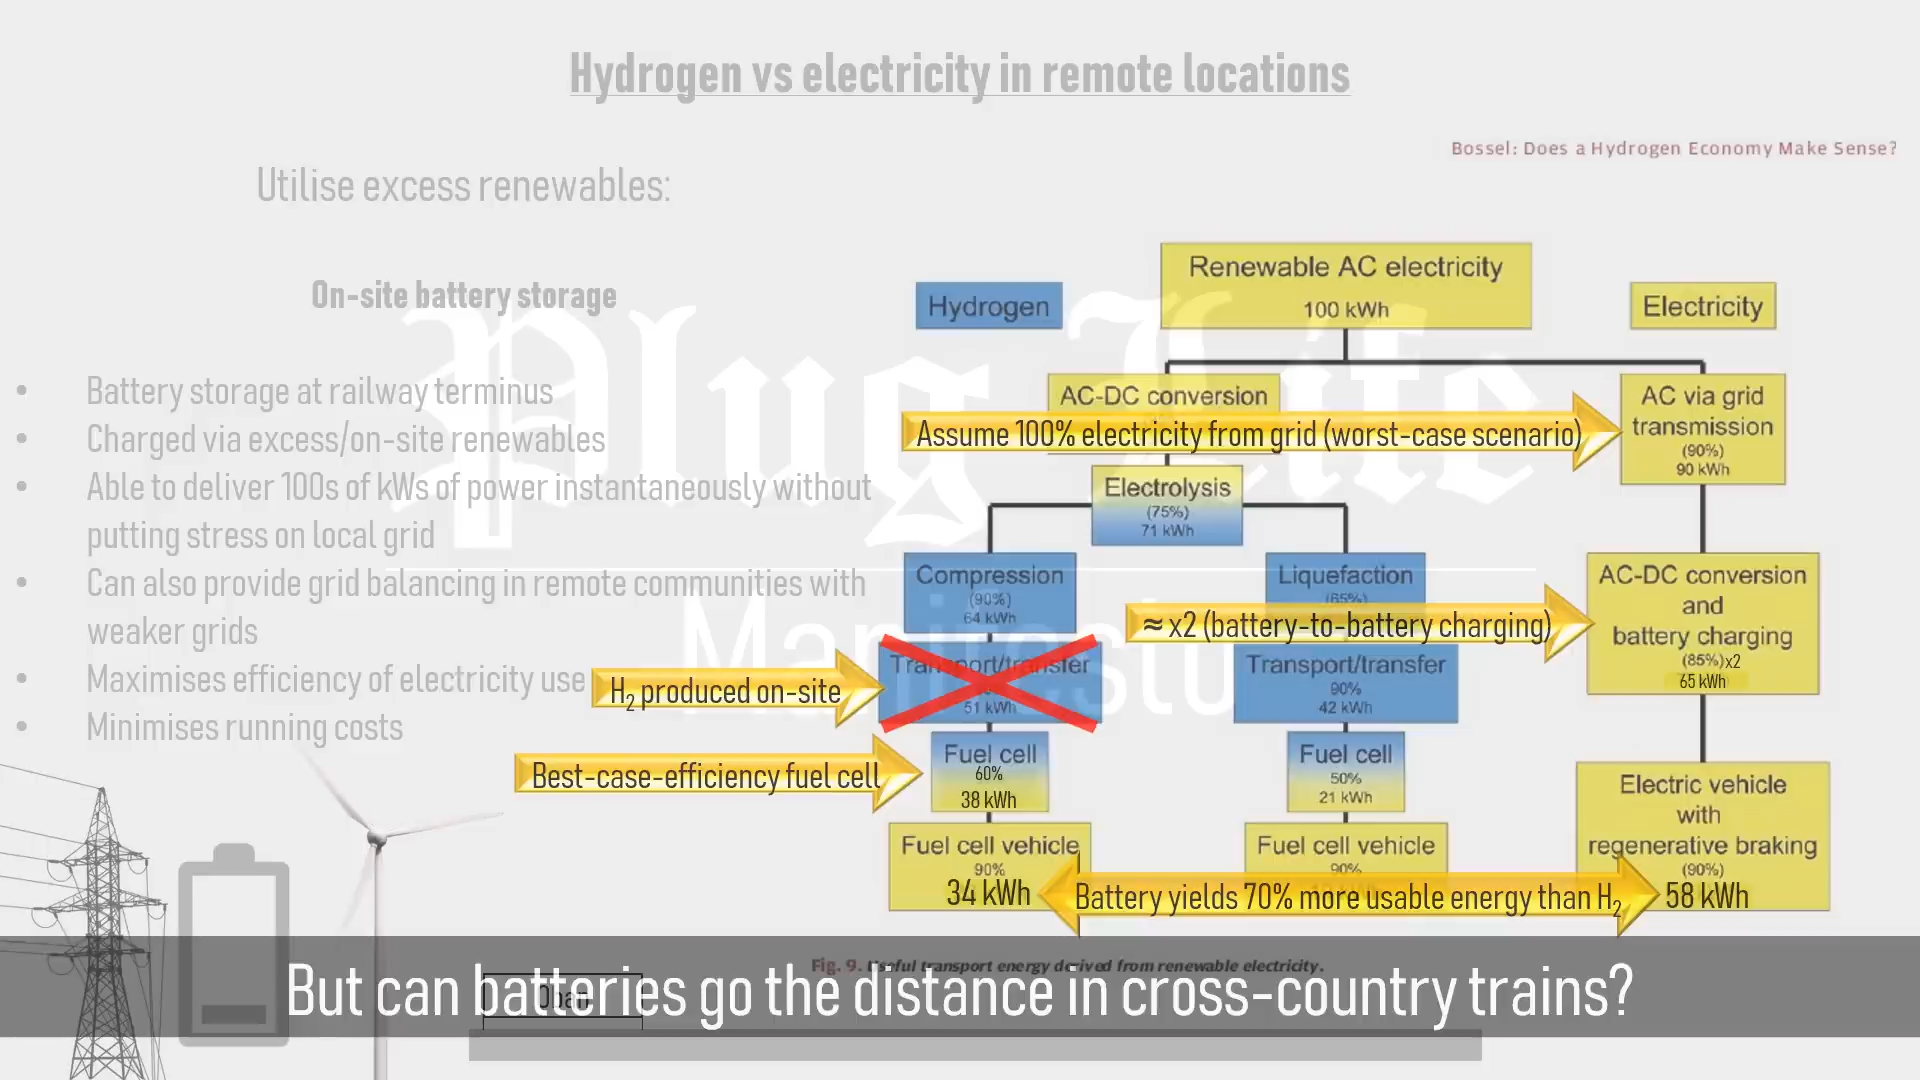 Hydrogen vs electricity in remote locations
Bossel: Does a Hydrogen Economy Make Sense?
Utilise excess renewables:
On-site battery storage
• Battery storage at railway terminus
• Charged via excess/on-site renewables
• Able to deliver 100s of kWs of power instantaneously without
putting stress on local grid
• Can also provide grid balancing in remote communities with
weaker grids
• Maximises efficiency of electricity use
• Minimises running costs
Plug Life
Manifesto
Renewable AC electricity
100 kWh
Hydrogen
Electricity
AC-DC conversion
AC via grid
transmission
(90%)
90 kWh
Assume 100% electricity from grid (worst-case scenario)
Electrolysis
(75%)
71 kWh
Compression
(90%)
64 kWh
Liquefaction
(65%)
AC-DC conversion
and
battery charging
(85%)x2
65 kWh
≈ x2 (battery-to-battery charging)
Transport/transfer
51 kWh
Transport/transfer
90%
42 kWh
H₂ produced on-site
Fuel cell
60%
38 kWh
Fuel cell
50%
21 kWh
Best-case-efficiency fuel cell
Electric vehicle
with
regenerative braking
(90%)
58 kWh
Fuel cell vehicle
90%
34 kWh
Fuel cell vehicle
90%
Battery yields 70% more usable energy than H₂
Fig. 9. Useful transport energy derived from renewable electricity.
Oban
But can batteries go the distance in cross-country trains?